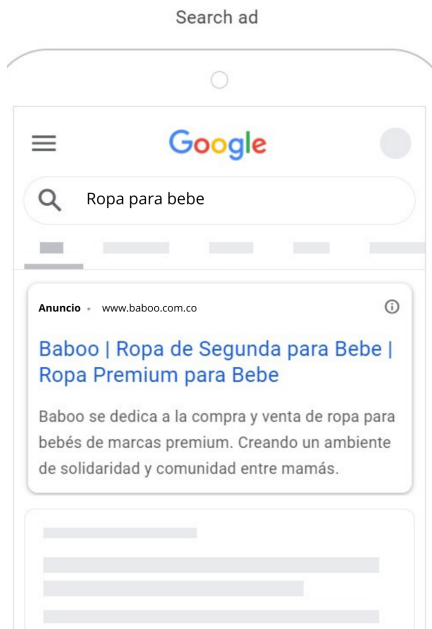 Search ad
Google
Ropa para bebe
Anuncio - www.baboo.com.co
Baboo | Ropa de Segunda para Bebe |
Ropa Premium para Bebe
Baboo se dedica a la compra y venta de ropa para
bebés de marcas premium. Creando un ambiente
de solidaridad y comunidad entre mamás.